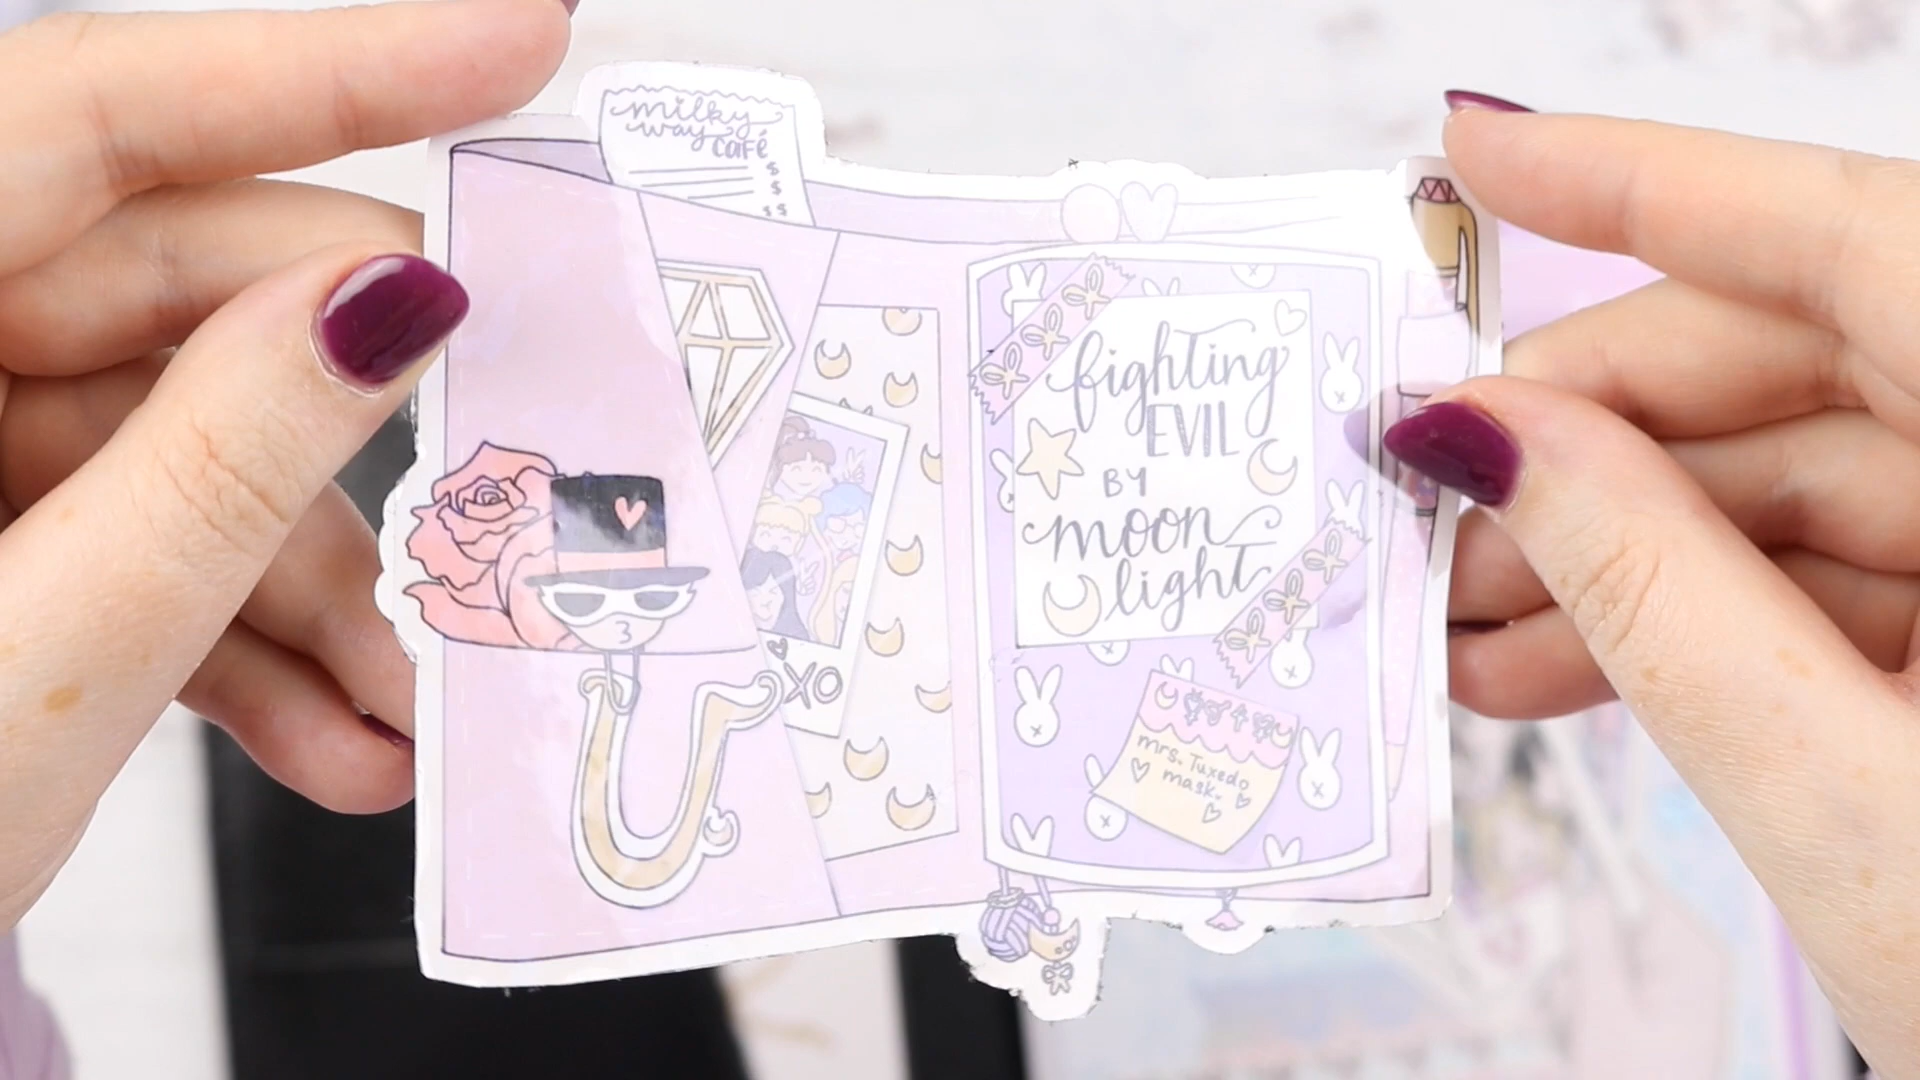 milky
way
café
$
$
$$
XO
fighting
EVIL
BY
moon
light
mrs. Tuxedo
mask.